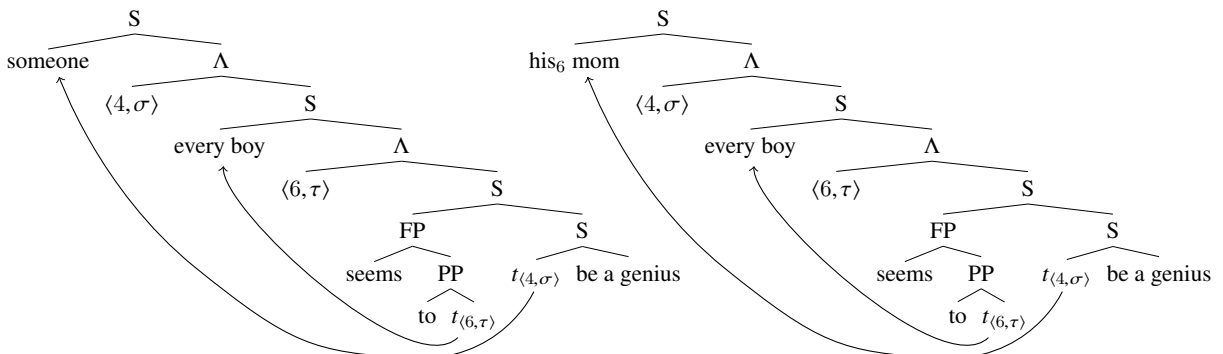 S S
someone Λ his₆ mom Λ
⟨4, σ⟩ S ⟨4, σ⟩ S
every boy Λ every boy Λ
⟨6, τ⟩ S ⟨6, τ⟩ S
FP S FP S
seems PP t⟨4,σ⟩ be a genius seems PP t⟨4,σ⟩ be a genius
to t⟨6,τ⟩ to t⟨6,τ⟩